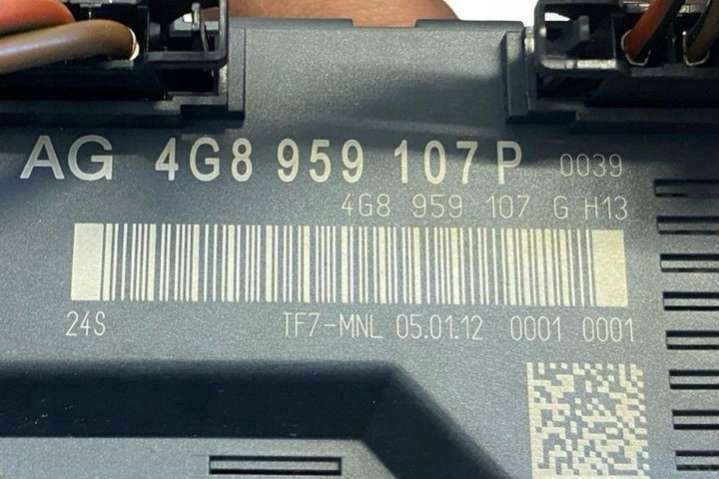 AG 4G8 959 107 P 0039
4G8 959 107 G H13
24S TF7-MNL 05.01.12 0001 0001